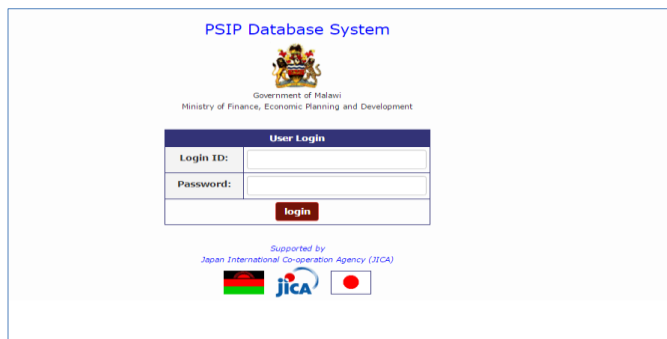 PSIP Database System
Government of Malawi
Ministry of Finance, Economic Planning and Development
User Login
Login ID:
Password:
login
Supported by
Japan International Co-operation Agency (JICA)
jICA